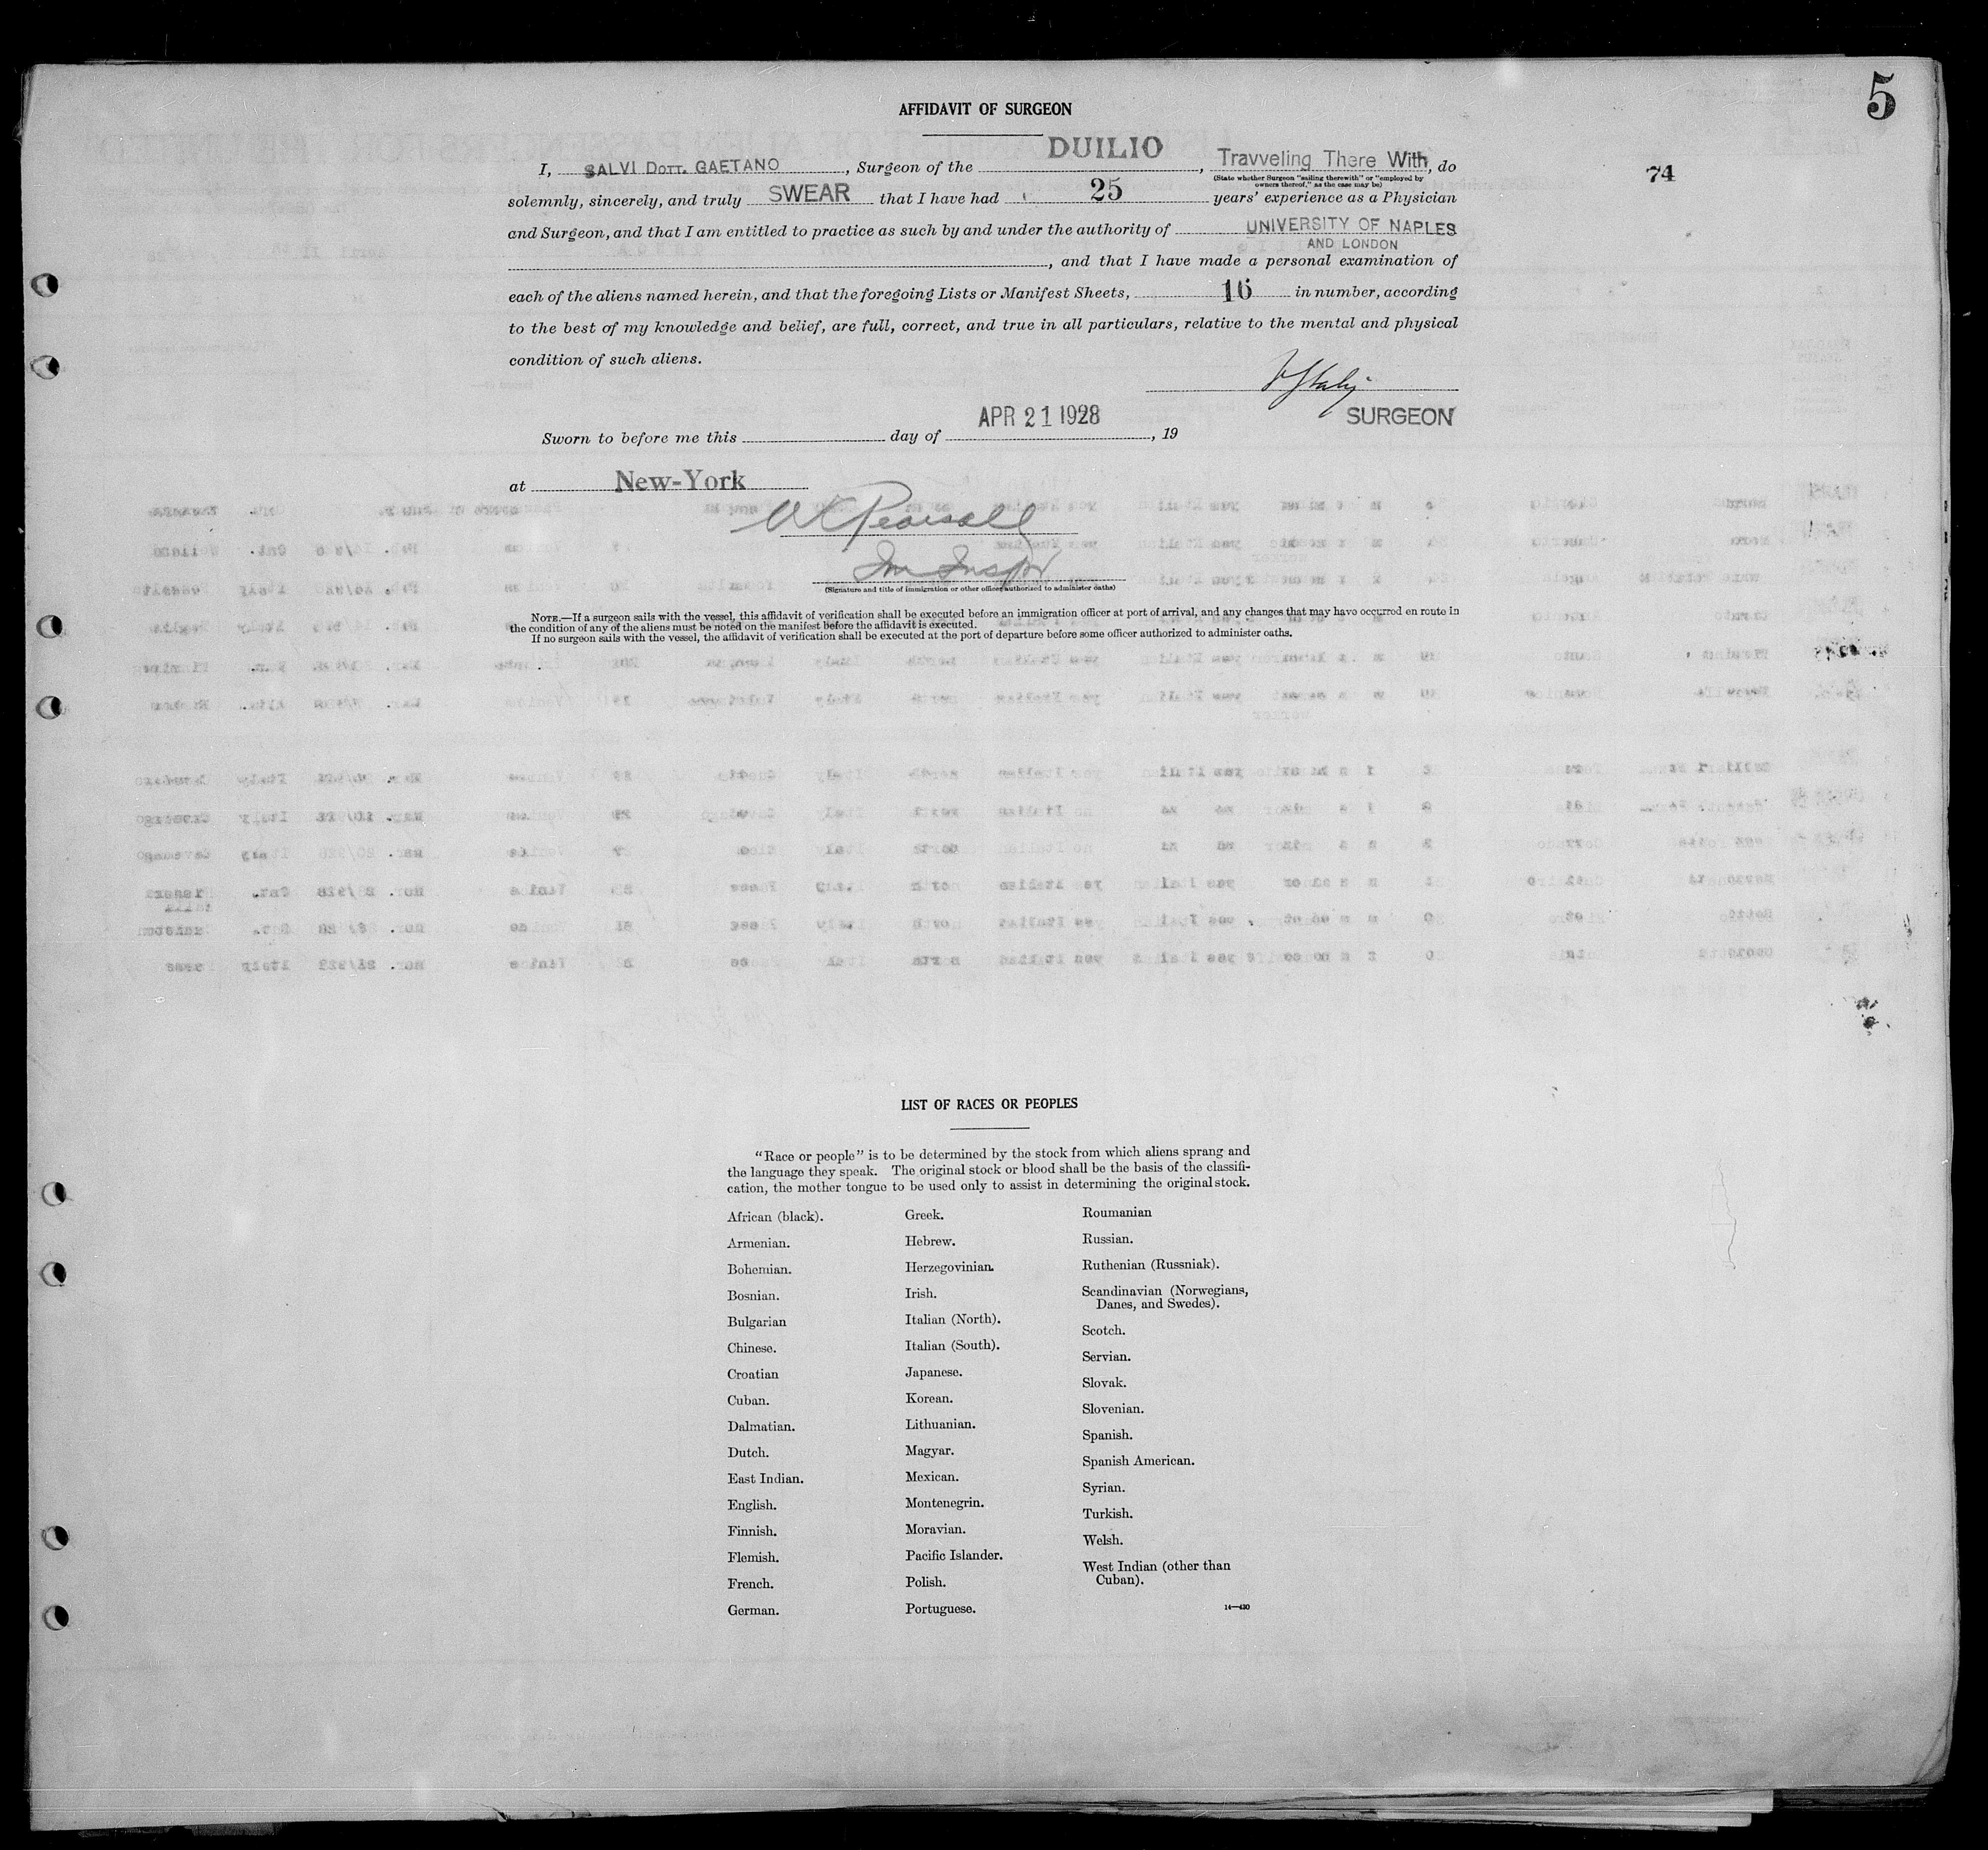 5
AFFIDAVIT OF SURGEON
74
I, SALVI DOTT. GAETANO, Surgeon of the DUILIO, Travveling There With, do
(State whether Surgeon "sailing therewith" or "employed by
owners thereof," as the case may be)
solemnly, sincerely, and truly SWEAR that I have had 25 years' experience as a Physician
and Surgeon, and that I am entitled to practice as such by and under the authority of UNIVERSITY OF NAPLES
AND LONDON
, and that I have made a personal examination of
each of the aliens named herein, and that the foregoing Lists or Manifest Sheets, 16 in number, according
to the best of my knowledge and belief, are full, correct, and true in all particulars, relative to the mental and physical
condition of such aliens.
SURGEON
Sworn to before me this day of APR 21 1928, 19
at New-York
W K Pearsall
Im Inspr
(Signature and title of immigration or other officer authorized to administer oaths)
NOTE.—If a surgeon sails with the vessel, this affidavit of verification shall be executed before an immigration officer at port of arrival, and any changes that may have occurred en route in
the condition of any of the aliens must be noted on the manifest before the affidavit is executed.
If no surgeon sails with the vessel, the affidavit of verification shall be executed at the port of departure before some officer authorized to administer oaths.
LIST OF RACES OR PEOPLES
"Race or people" is to be determined by the stock from which aliens sprang and
the language they speak. The original stock or blood shall be the basis of the classifi-
cation, the mother tongue to be used only to assist in determining the original stock.
African (black).
Armenian.
Bohemian.
Bosnian.
Bulgarian
Chinese.
Croatian
Cuban.
Dalmatian.
Dutch.
East Indian.
English.
Finnish.
Flemish.
French.
German.
Greek.
Hebrew.
Herzegovinian.
Irish.
Italian (North).
Italian (South).
Japanese.
Korean.
Lithuanian.
Magyar.
Mexican.
Montenegrin.
Moravian.
Pacific Islander.
Polish.
Portuguese.
Roumanian
Russian.
Ruthenian (Russniak).
Scandinavian (Norwegians,
Danes, and Swedes).
Scotch.
Servian.
Slovak.
Slovenian.
Spanish.
Spanish American.
Syrian.
Turkish.
Welsh.
West Indian (other than
Cuban).
14—430